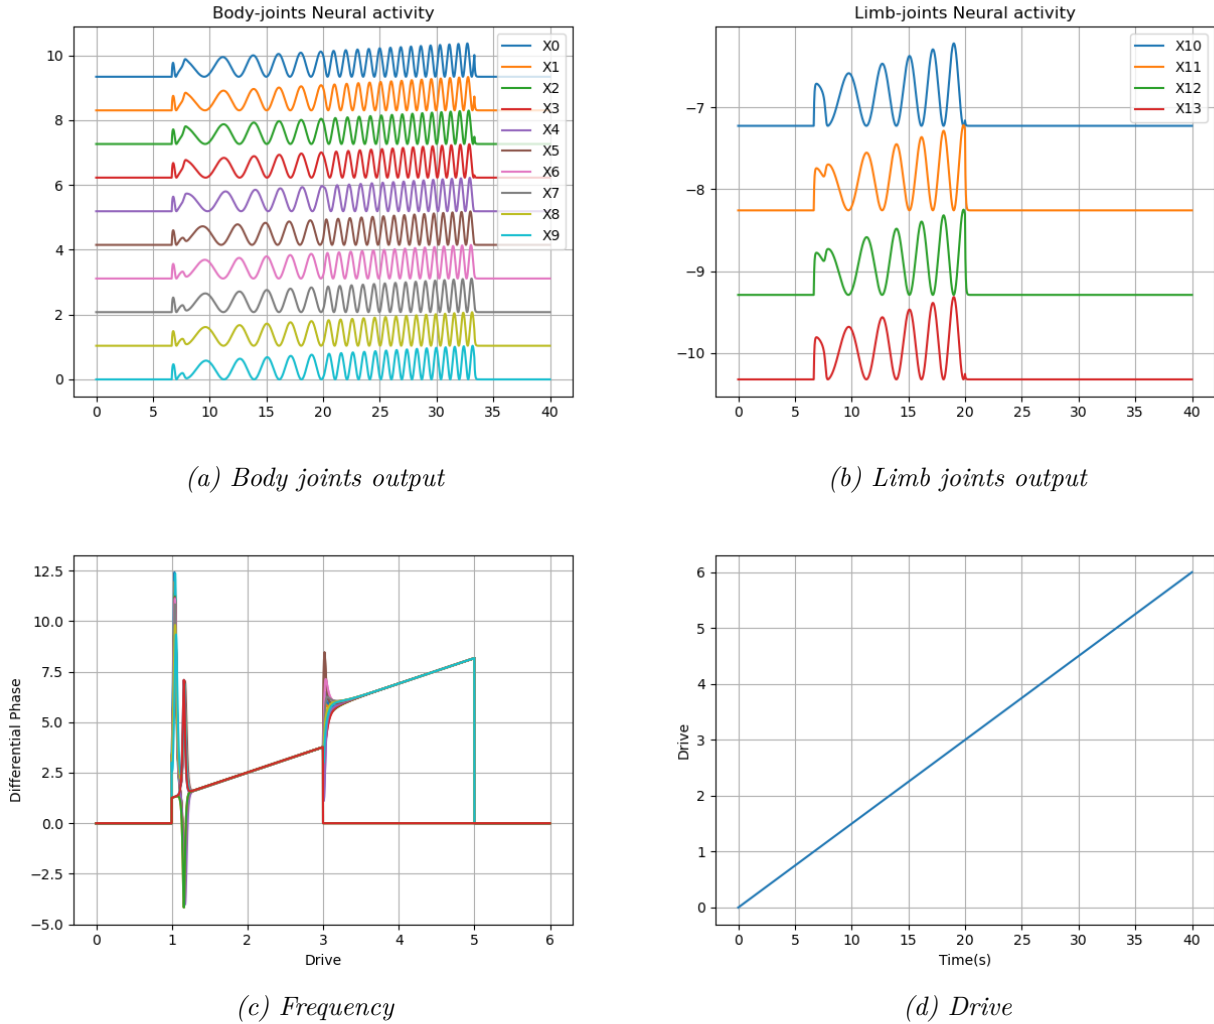 Body-joints Neural activity
10
8
6
4
2
0
0 5 10 15 20 25 30 35 40
X0
X1
X2
X3
X4
X5
X6
X7
X8
X9
(a) Body joints output
Limb-joints Neural activity
−7
−8
−9
−10
0 5 10 15 20 25 30 35 40
X10
X11
X12
X13
(b) Limb joints output
Differential Phase
12.5
10.0
7.5
5.0
2.5
0.0
−2.5
−5.0
0 1 2 3 4 5 6
Drive
(c) Frequency
Drive
6
5
4
3
2
1
0
0 5 10 15 20 25 30 35 40
Time(s)
(d) Drive